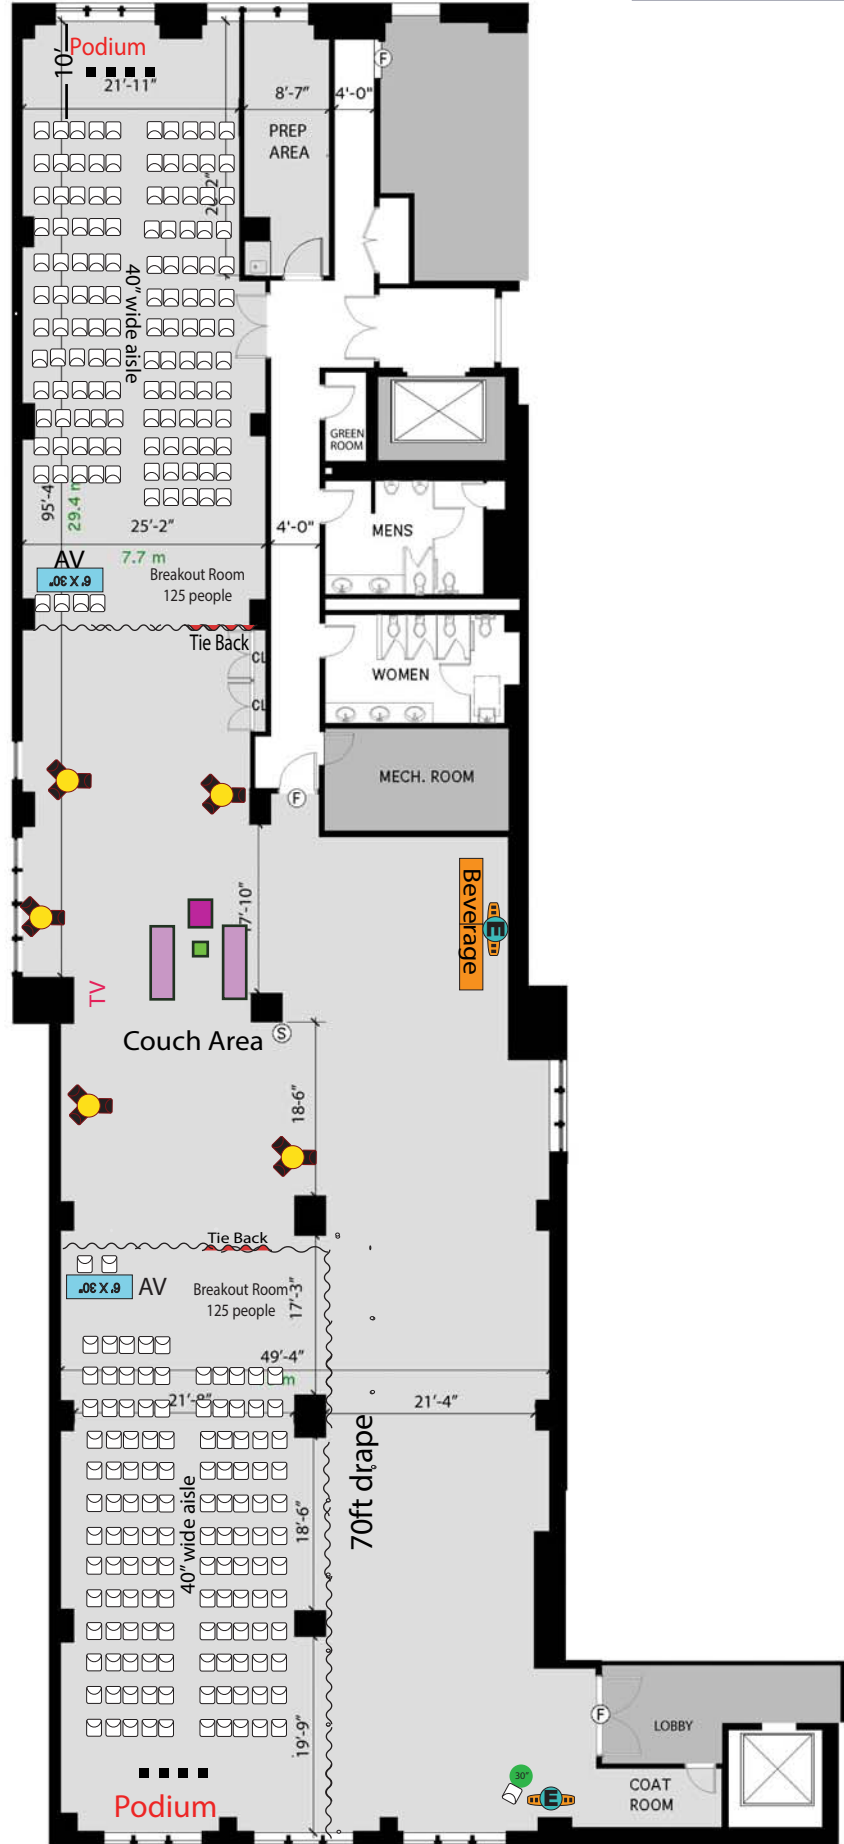 Podium
10'
21'-11"
8'-7"
4'-0"
F
PREP
AREA
40" wide aisle
GREEN
ROOM
95'-4
29.4
25'-2"
4'-0"
7.7 m
MENS
AV
6' X 30"
Breakout Room
125 people
Tie Back
CL
CL
WOMEN
MECH. ROOM
F
Beverage
E
7'-10"
TV
Couch Area
S
18-6"
Tie Back
6' X 30"
AV
Breakout Room
125 people
17'-3"
49'-4"
m
21'-8"
21'-4"
70ft drape
40" wide aisle
18'-6"
19'-9"
F
LOBBY
30"
E
COAT
ROOM
Podium